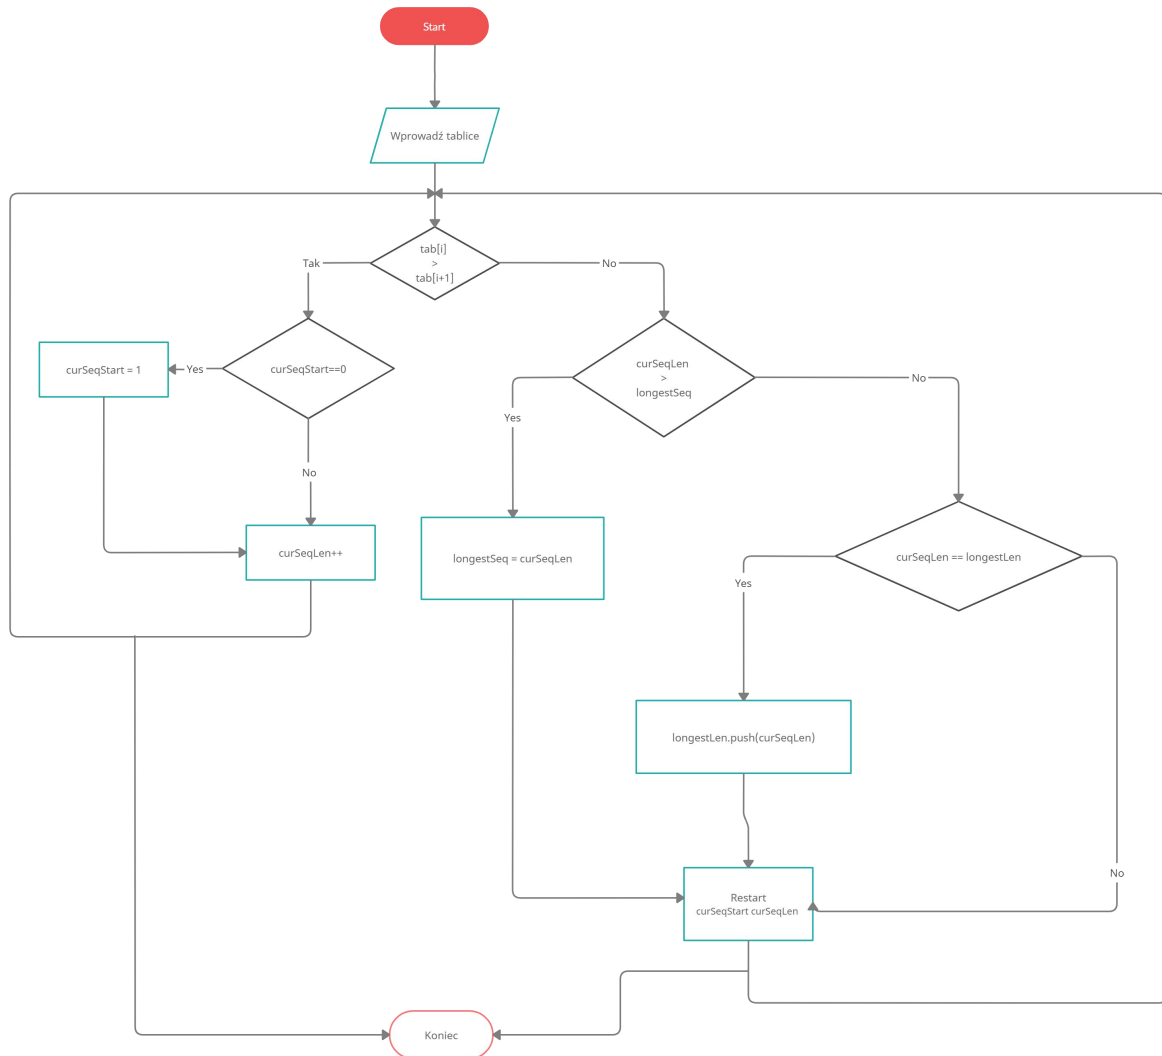 Start
Wprowadź tablice
tab[i]
>
tab[i+1]
Tak
No
curSeqStart==0
Yes
curSeqStart = 1
No
curSeqLen++
curSeqLen
>
longestSeq
Yes
No
longestSeq = curSeqLen
curSeqLen == longestLen
Yes
longestLen.push(curSeqLen)
No
Restart
curSeqStart curSeqLen
Koniec